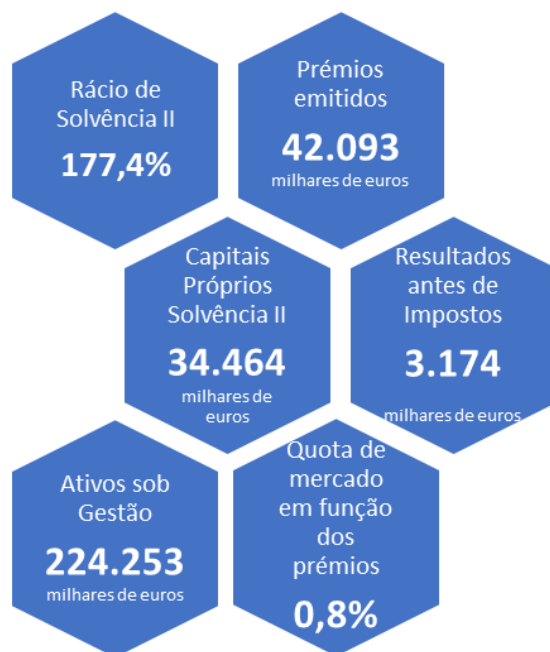 Rácio de
Solvência II
177,4%
Prémios
emitidos
42.093
milhares de euros
Capitais
Próprios
Solvência II
34.464
milhares de
euros
Resultados
antes de
Impostos
3.174
milhares de euros
Ativos sob
Gestão
224.253
milhares de euros
Quota de
mercado
em função
dos
prémios
0,8%